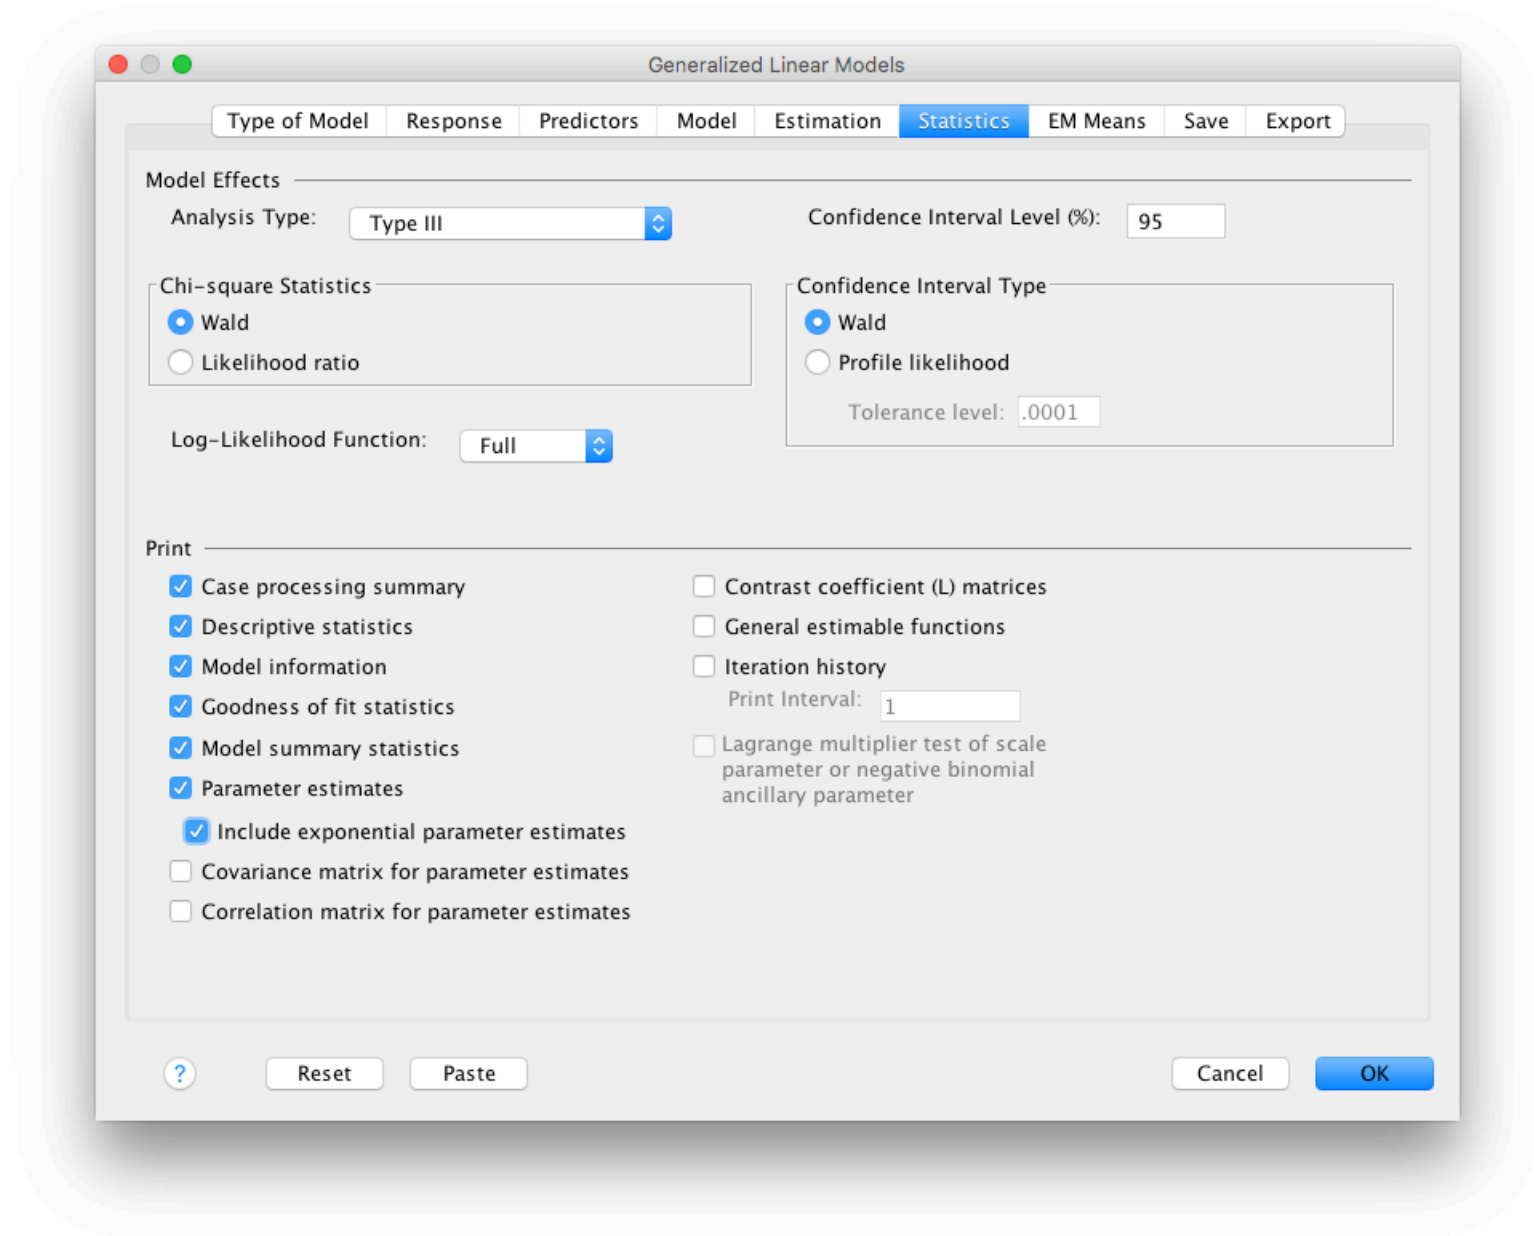 Generalized Linear Models
Type of Model Response Predictors Model Estimation Statistics EM Means Save Export
Model Effects
Analysis Type: Type III Confidence Interval Level (%): 95
Chi-square Statistics
Wald
Likelihood ratio
Confidence Interval Type
Wald
Profile likelihood
Tolerance level: .0001
Log-Likelihood Function: Full
Print
Case processing summary
Descriptive statistics
Model information
Goodness of fit statistics
Model summary statistics
Parameter estimates
Include exponential parameter estimates
Covariance matrix for parameter estimates
Correlation matrix for parameter estimates
Contrast coefficient (L) matrices
General estimable functions
Iteration history
Print Interval: 1
Lagrange multiplier test of scale
parameter or negative binomial
ancillary parameter
? Reset Paste Cancel OK